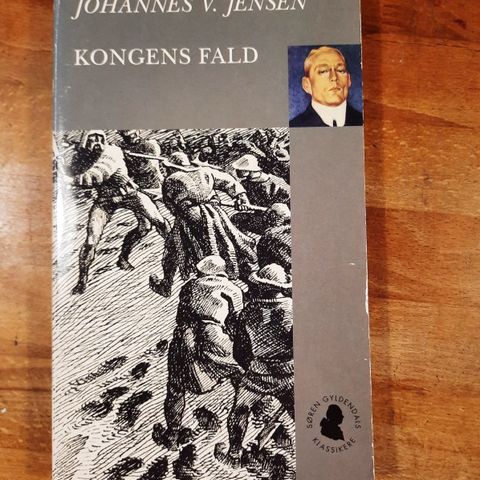 JOHANNES V. JENSEN
KONGENS FALD
SØREN GYLDENDALS
KLASSIKERE